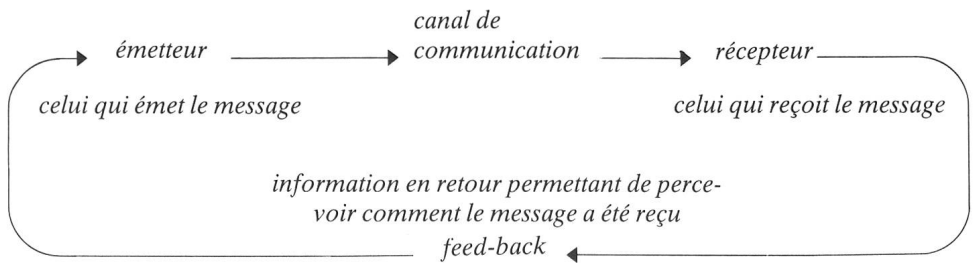 émetteur
canal de
communication
récepteur
celui qui émet le message
celui qui reçoit le message
information en retour permettant de perce-
voir comment le message a été reçu
feed-back